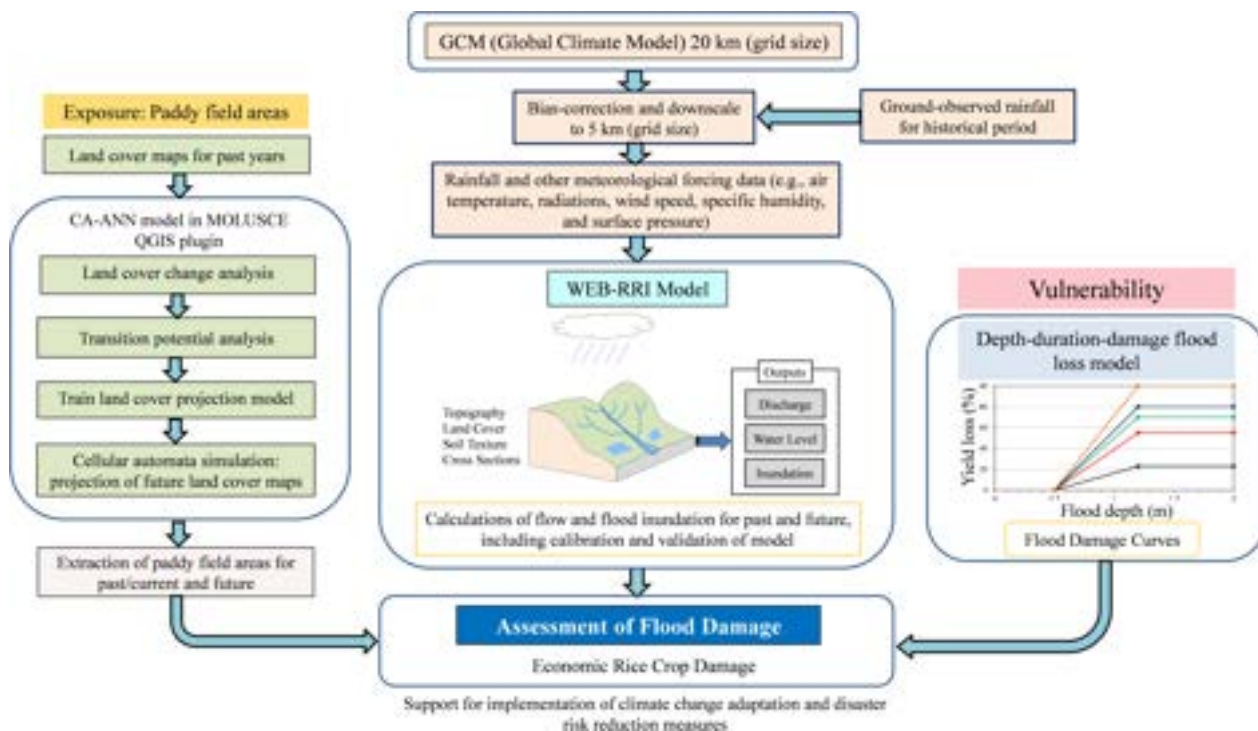 GCM (Global Climate Model) 20 km (grid size)
Exposure: Paddy field areas
Bias-correction and downscale
to 5 km (grid size)
Ground-observed rainfall
for historical period
Land cover maps for past years
Rainfall and other meteorological forcing data (e.g., air
temperature, radiations, wind speed, specific humidity,
and surface pressure)
CA-ANN model in MOLUSCE
QGIS plugin
Land cover change analysis
Transition potential analysis
Train land cover projection model
Cellular automata simulation:
projection of future land cover maps
Extraction of paddy field areas for
past/current and future
WEB-RRI Model
Topography
Land Cover
Soil Texture
Cross Sections
Outputs
Discharge
Water Level
Inundation
Calculations of flow and flood inundation for past and future,
including calibration and validation of model
Vulnerability
Depth-duration-damage flood
loss model
Yield loss (%)
Flood depth (m)
Flood Damage Curves
Assessment of Flood Damage
Economic Rice Crop Damage
Support for implementation of climate change adaptation and disaster
risk reduction measures